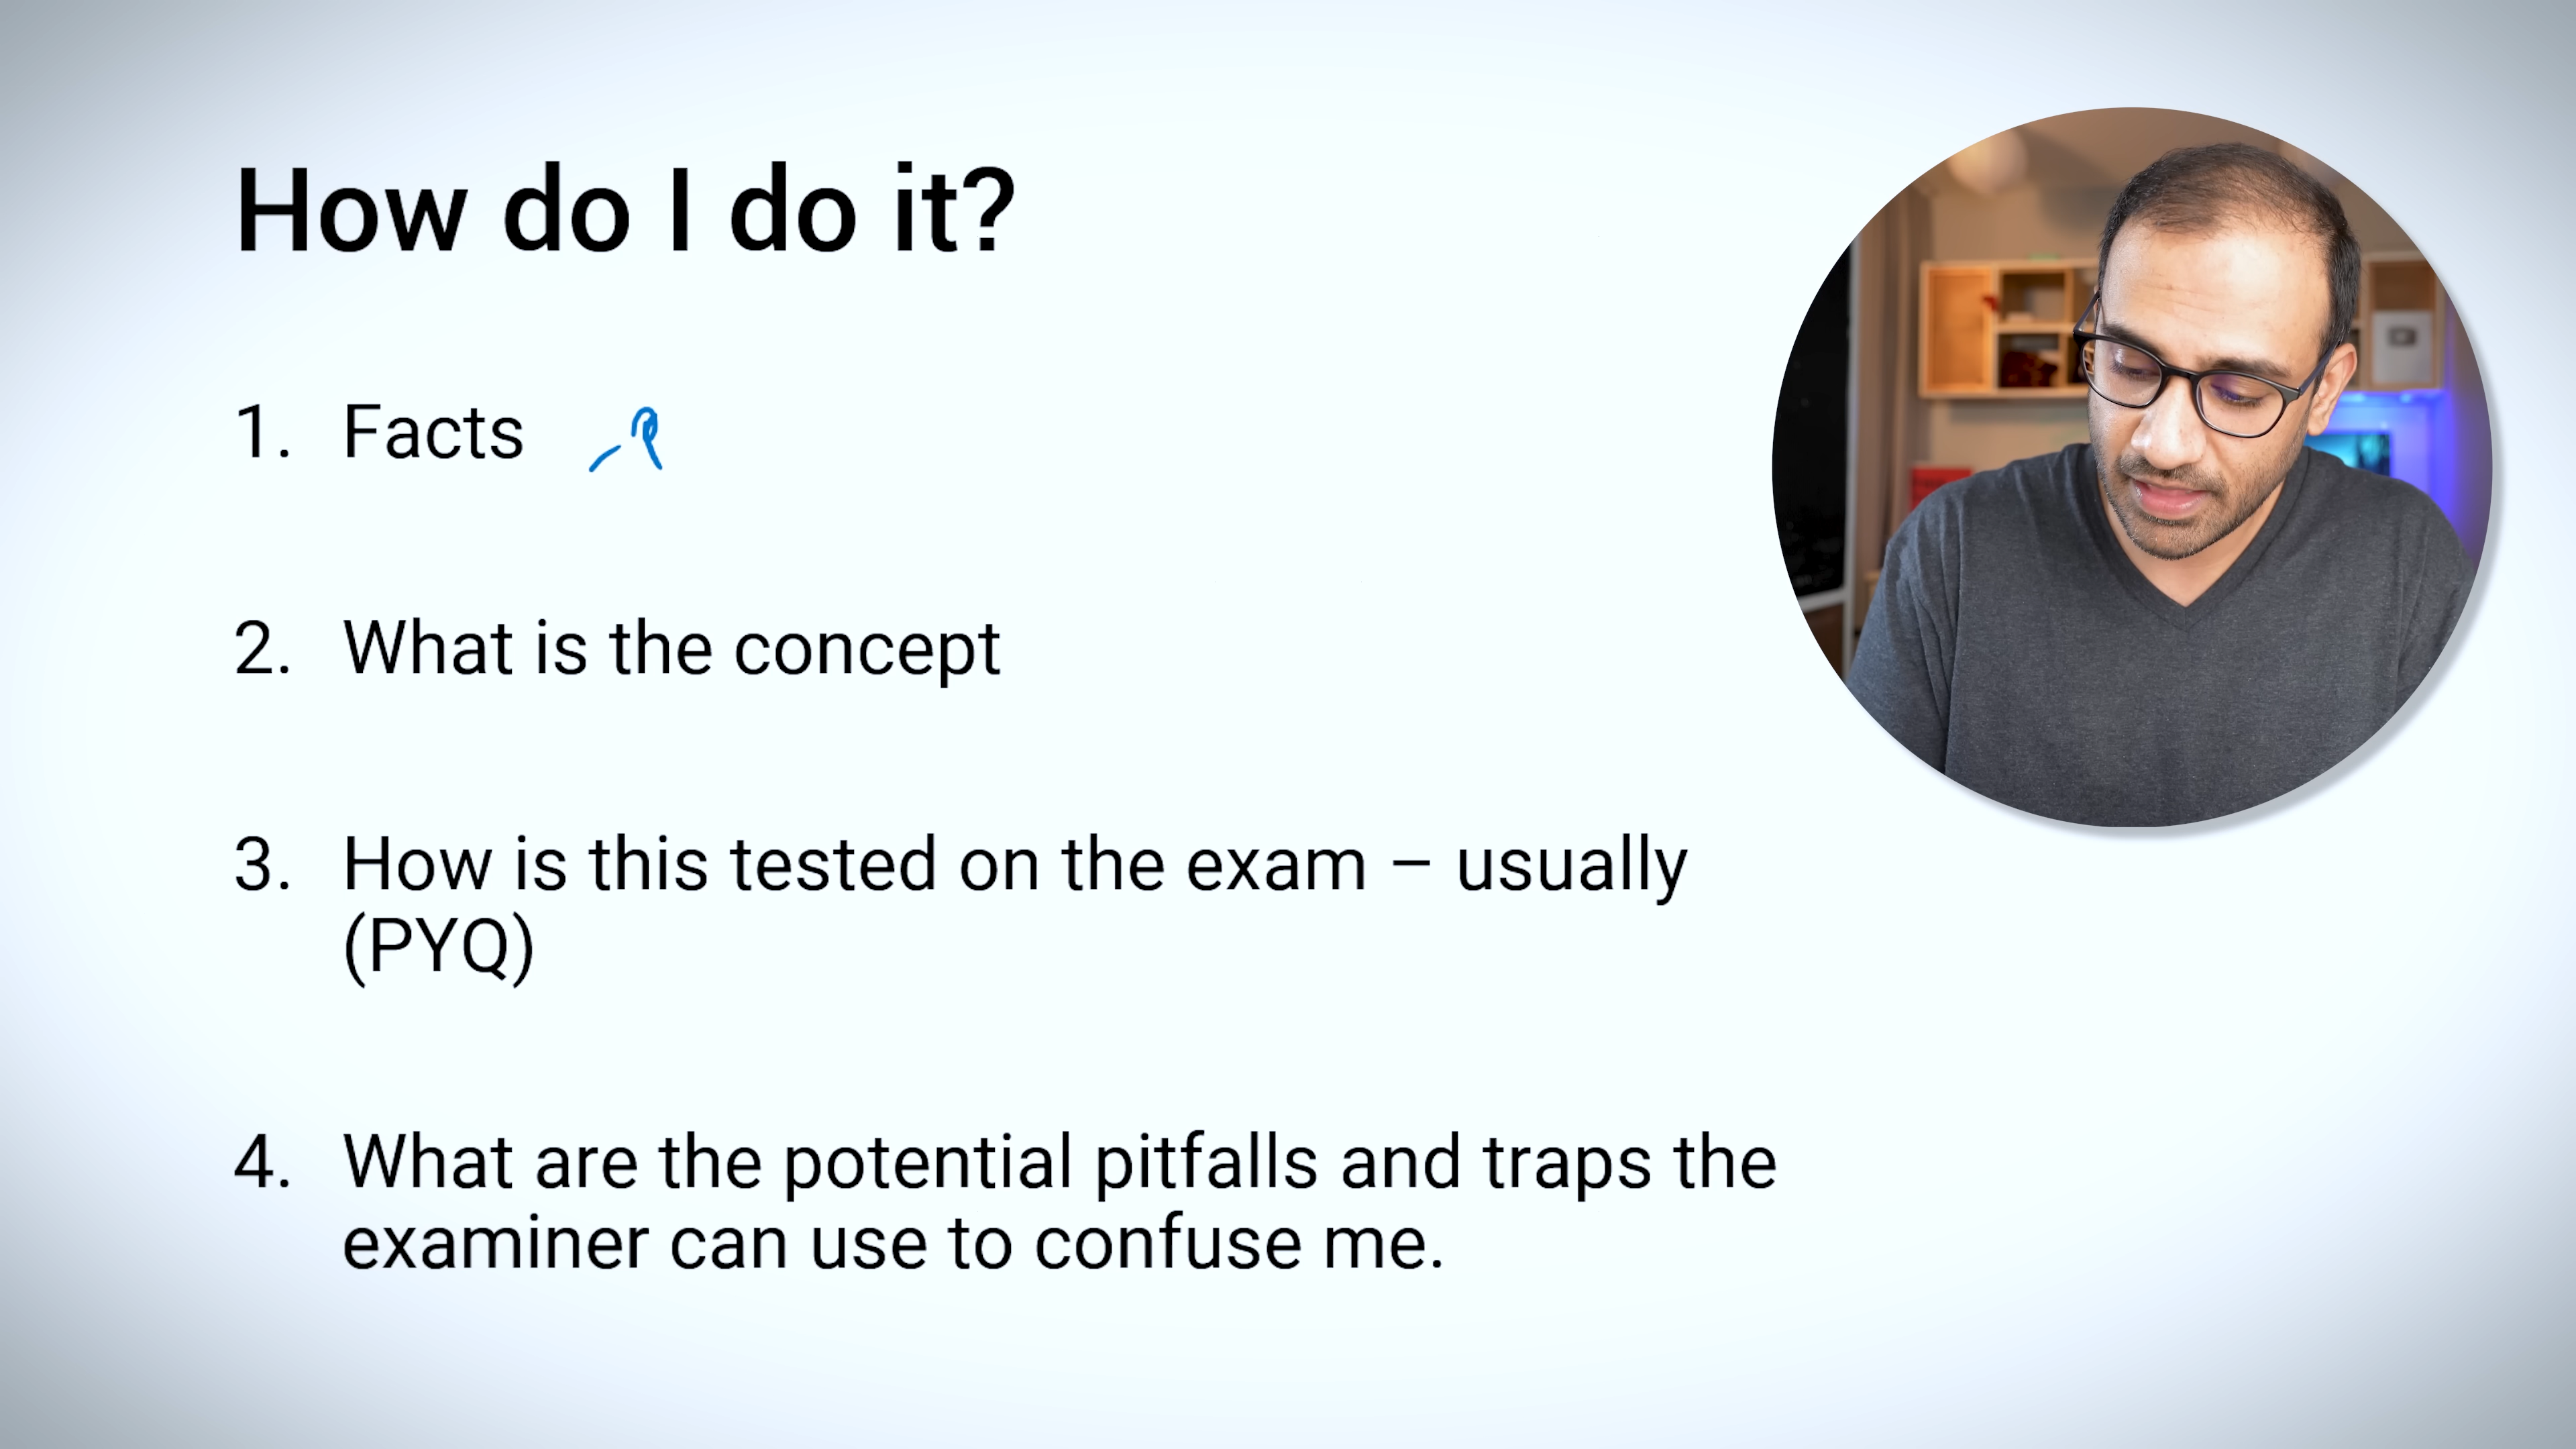 How do I do it?
1. Facts
2. What is the concept
3. How is this tested on the exam – usually
(PYQ)
4. What are the potential pitfalls and traps the
examiner can use to confuse me.